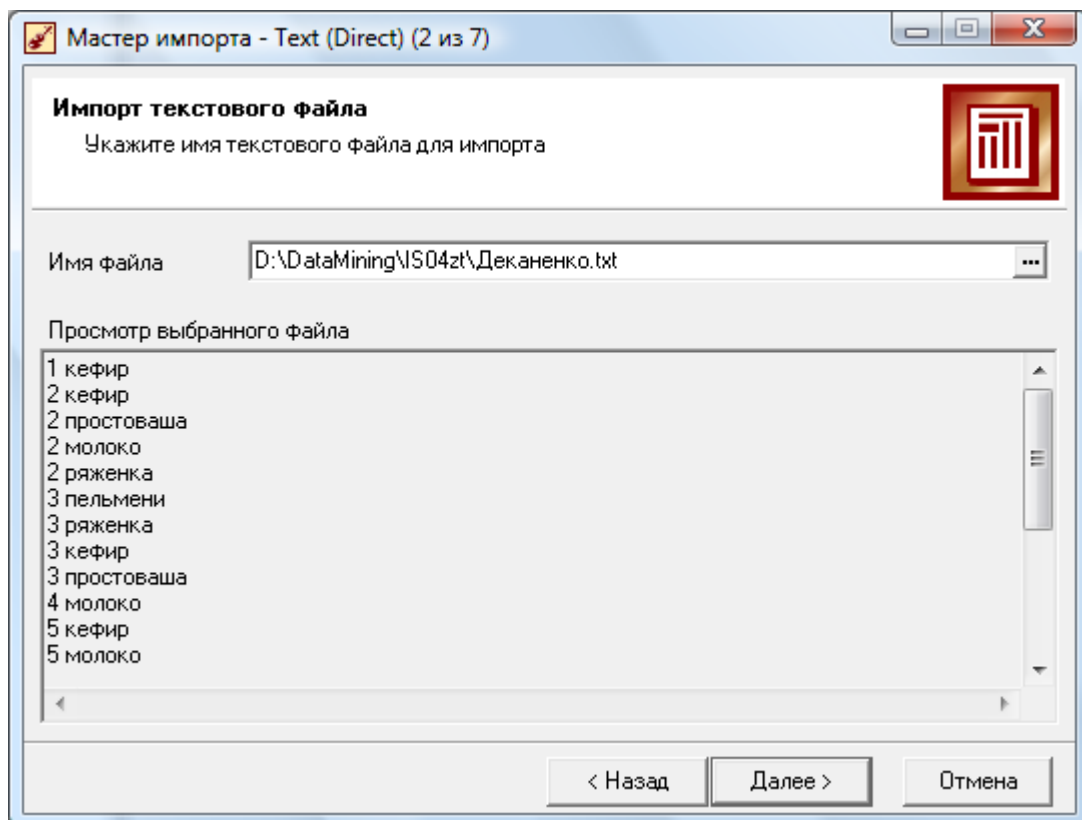 Мастер импорта - Text (Direct) (2 из 7)
Импорт текстового файла
Укажите имя текстового файла для импорта
Имя файла
D:\DataMining\IS04zt\Деканенко.txt
...
Просмотр выбранного файла
1 кефир
2 кефир
2 простоваша
2 молоко
2 ряженка
3 пельмени
3 ряженка
3 кефир
3 простоваша
4 молоко
5 кефир
5 молоко
< Назад
Далее >
Отмена